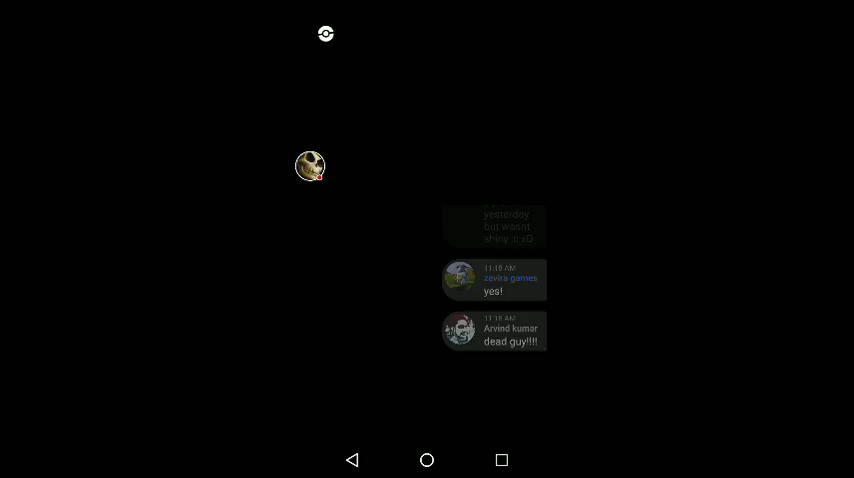 yesterday
but wasnt
11:18 AM
zevira games
yes!
11:18 AM
Arvind kumar
dead guy!!!!